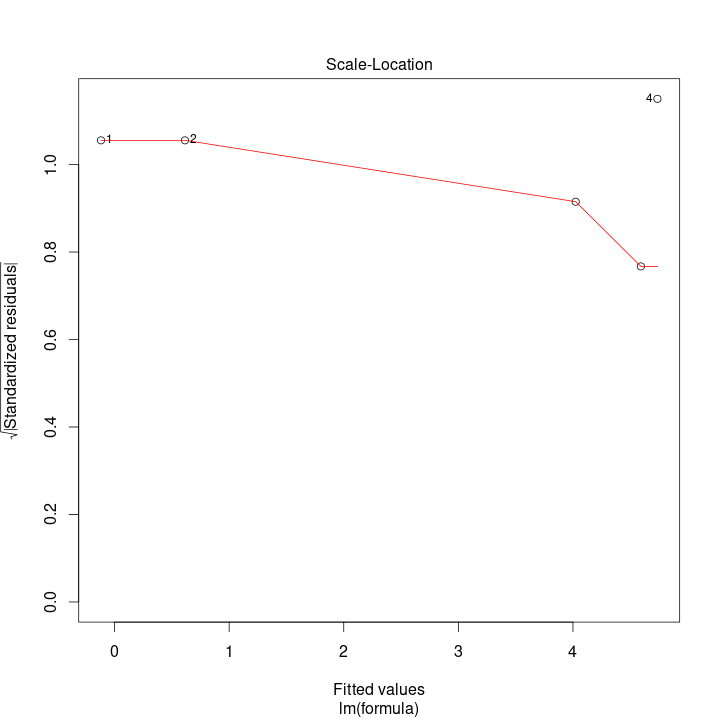 Scale-Location
4
1
2
1.0
0.8
0.6
0.4
0.2
0.0
√|Standardized residuals|
0 1 2 3 4
Fitted values
lm(formula)